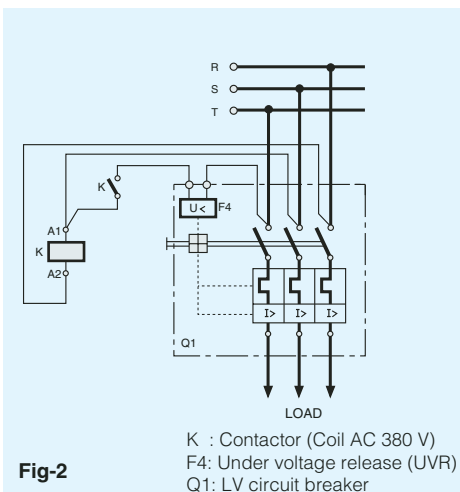 R
S
T
K
U< F4
A1
K
A2
I> I> I>
Q1
LOAD
K : Contactor (Coil AC 380 V)
F4: Under voltage release (UVR)
Q1: LV circuit breaker
Fig-2